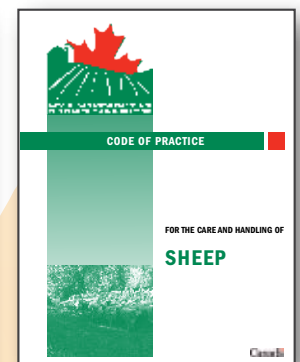 CODE OF PRACTICE
FOR THE CARE AND HANDLING OF
SHEEP
Canada